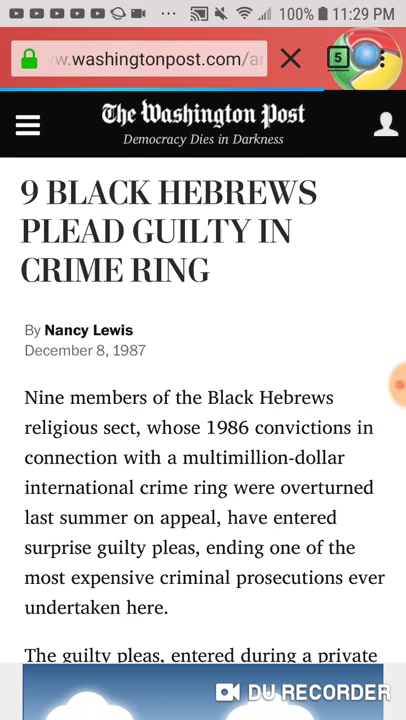 100% 11:29 PM
w.washingtonpost.com/ar
5
The Washington Post
Democracy Dies in Darkness
9 BLACK HEBREWS
PLEAD GUILTY IN
CRIME RING
By Nancy Lewis
December 8, 1987
Nine members of the Black Hebrews
religious sect, whose 1986 convictions in
connection with a multimillion-dollar
international crime ring were overturned
last summer on appeal, have entered
surprise guilty pleas, ending one of the
most expensive criminal prosecutions ever
undertaken here.
The guilty pleas, entered during a private
DU RECORDER